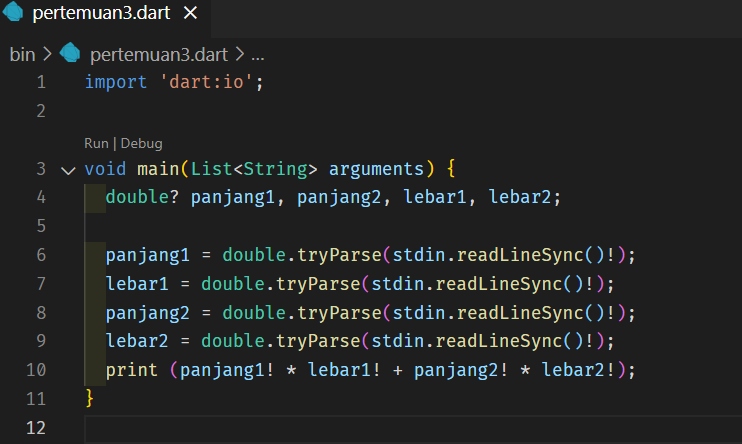 pertemuan3.dart
bin > pertemuan3.dart > ...
1 import 'dart:io';
2
Run | Debug
3 void main(List<String> arguments) {
4 double? panjang1, panjang2, lebar1, lebar2;
5
6 panjang1 = double.tryParse(stdin.readLineSync()!);
7 lebar1 = double.tryParse(stdin.readLineSync()!);
8 panjang2 = double.tryParse(stdin.readLineSync()!);
9 lebar2 = double.tryParse(stdin.readLineSync()!);
10 print (panjang1! * lebar1! + panjang2! * lebar2!);
11 }
12